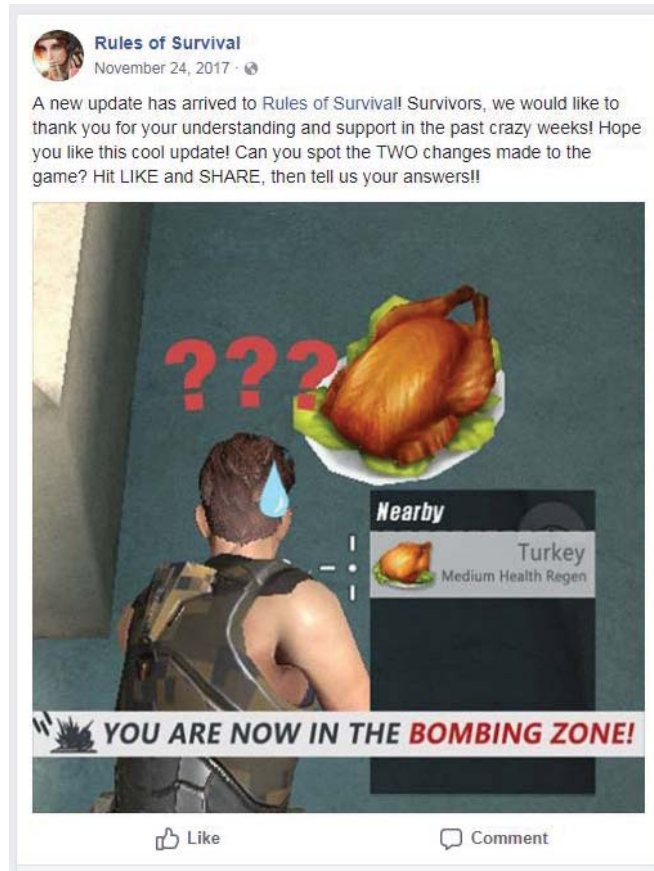 Rules of Survival
November 24, 2017 ·
A new update has arrived to Rules of Survival! Survivors, we would like to
thank you for your understanding and support in the past crazy weeks! Hope
you like this cool update! Can you spot the TWO changes made to the
game? Hit LIKE and SHARE, then tell us your answers!!
???
Nearby
Turkey
Medium Health Regen
YOU ARE NOW IN THE BOMBING ZONE!
Like Comment